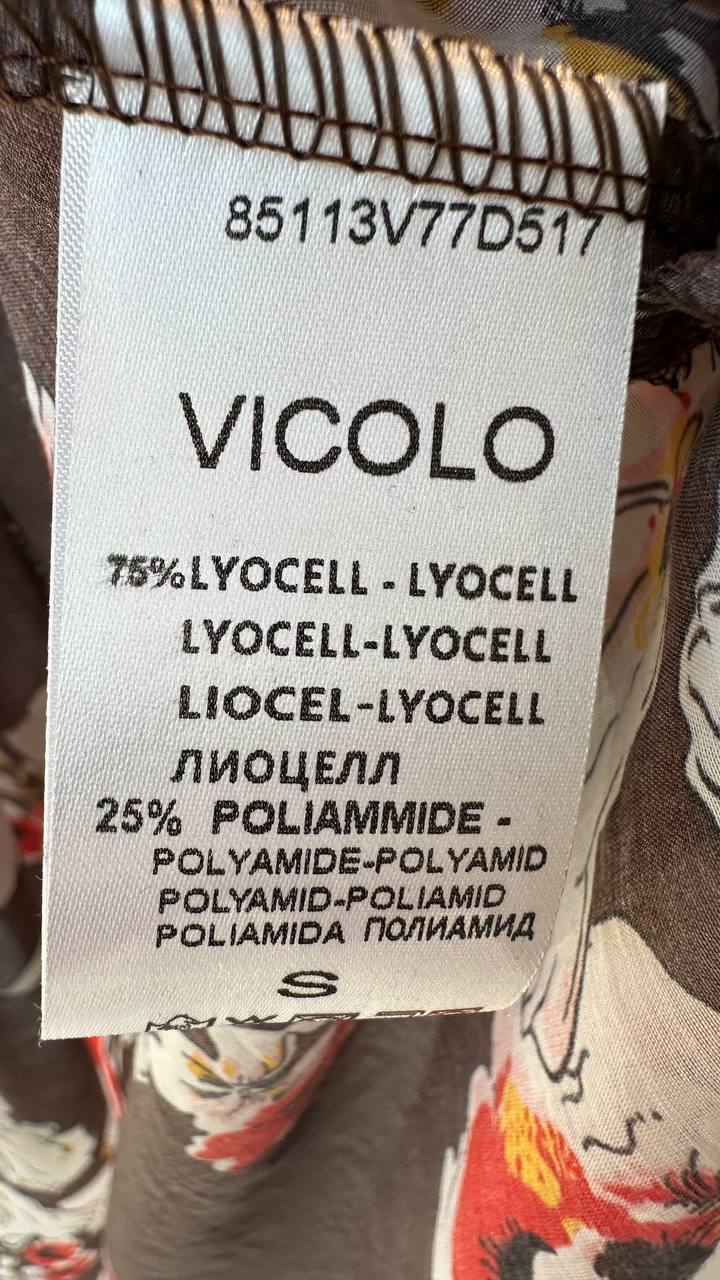 85113V77D517
VICOLO
75%LYOCELL - LYOCELL
LYOCELL-LYOCELL
LIOCEL-LYOCELL
ЛИОЦЕЛЛ
25% POLIAMMIDE -
POLYAMIDE-POLYAMID
POLYAMID-POLIAMID
POLIAMIDA ПОЛИАМИД
S